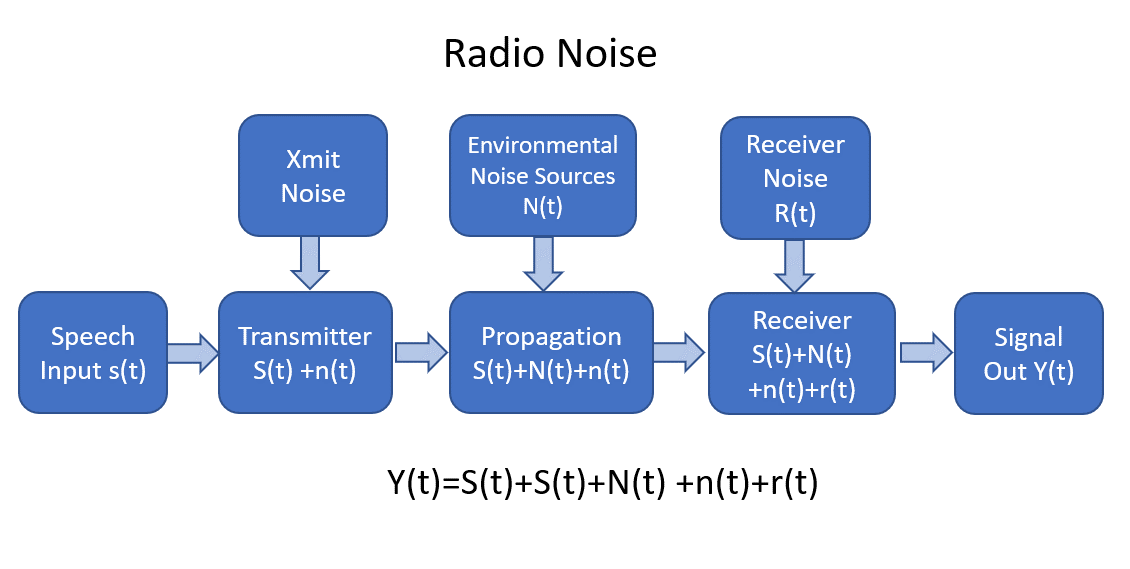 Radio Noise
Xmit
Noise
Environmental
Noise Sources
N(t)
Receiver
Noise
R(t)
Speech
Input s(t)
Transmitter
S(t) +n(t)
Propagation
S(t)+N(t)+n(t)
Receiver
S(t)+N(t)
+n(t)+r(t)
Signal
Out Y(t)
Y(t)=S(t)+S(t)+N(t) +n(t)+r(t)